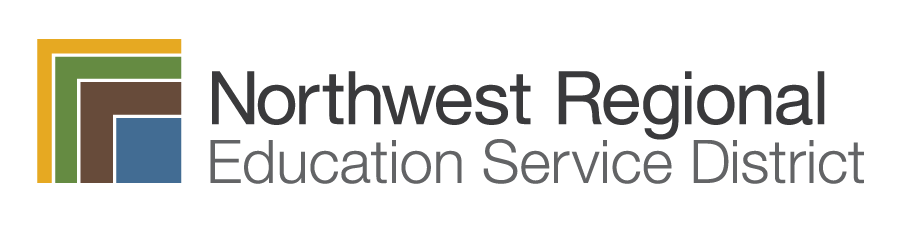 Northwest Regional
Education Service District